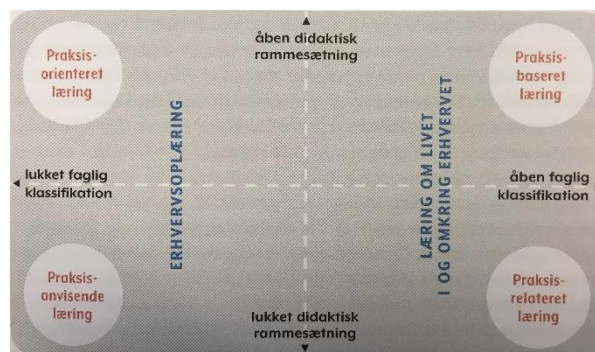 Praksis-
orienteret
læring
åben didaktisk
rammesætning
Praksis-
baseret
læring
ERHVERVSOPLÆRING
LÆRING OM LIVET
I OG OMKRING ERHVERVET
lukket faglig
klassifikation
åben faglig
klassifikation
Praksis-
anvisende
læring
lukket didaktisk
rammesætning
Praksis-
relateret
læring